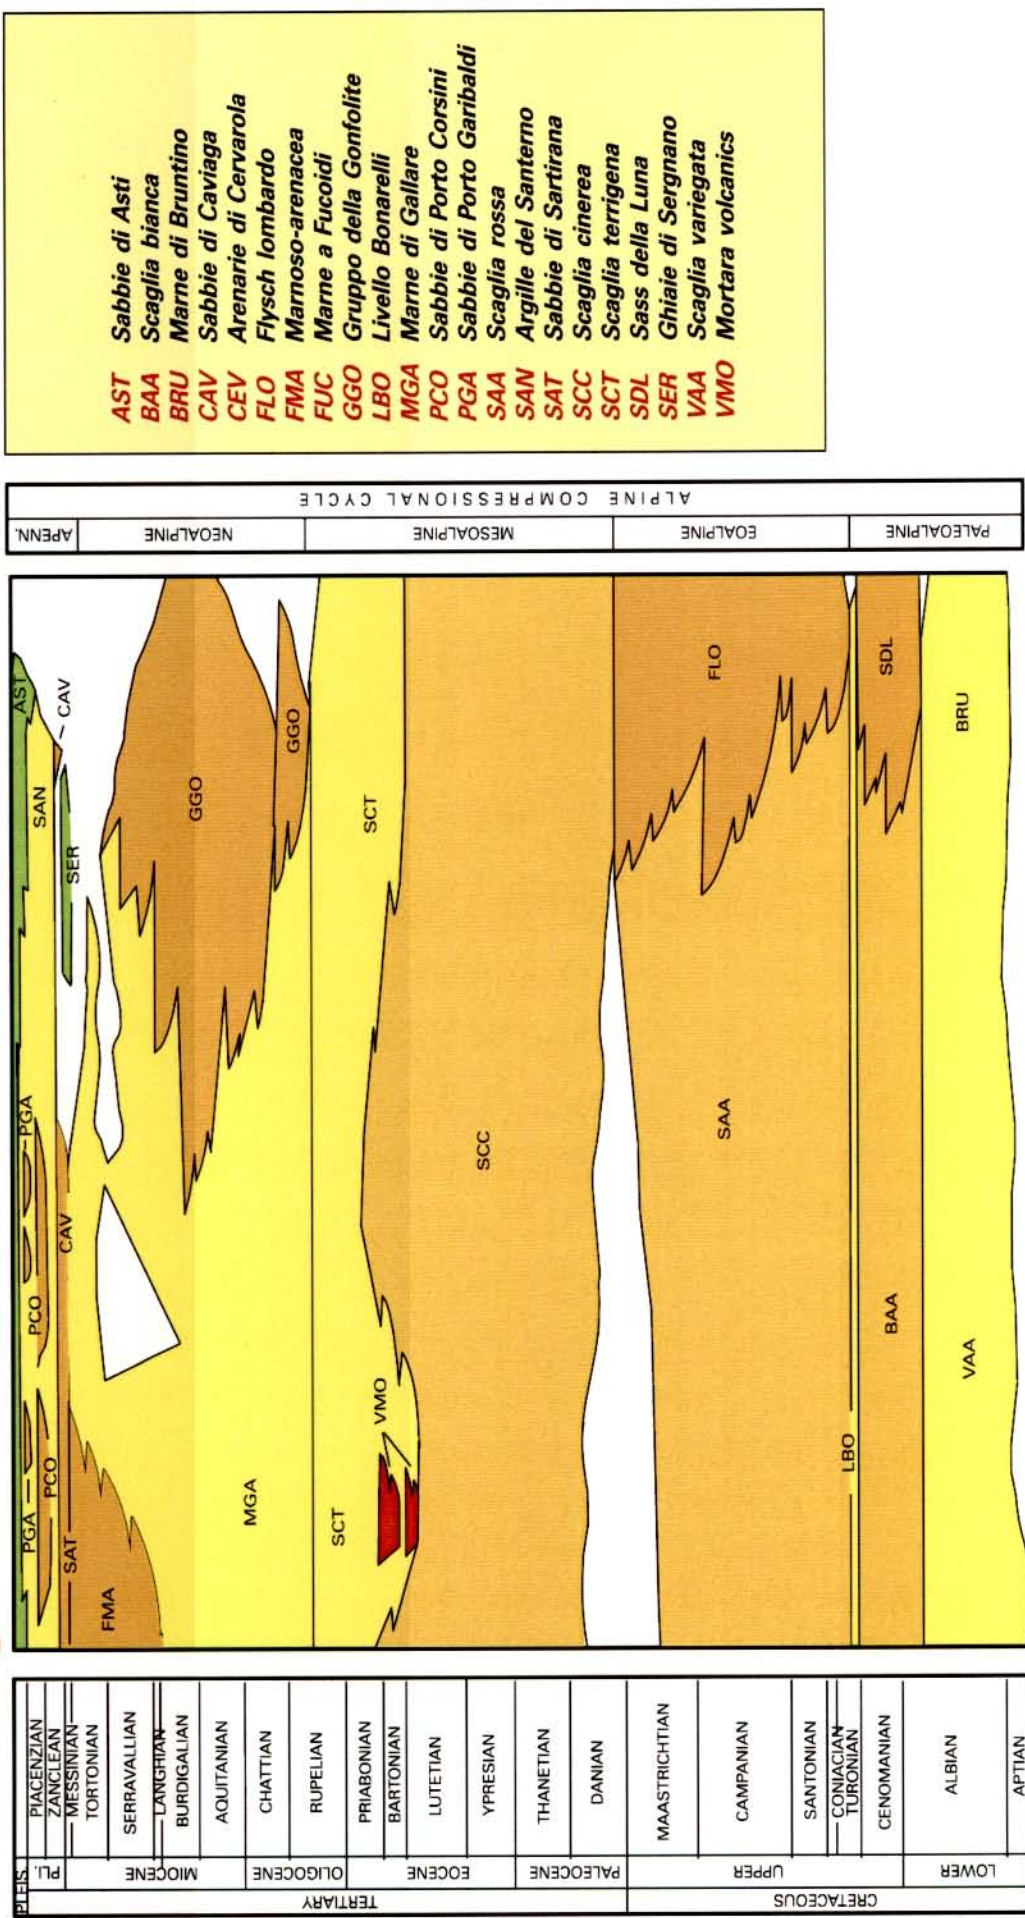 AST Sabbie di Asti
BAA Scaglia bianca
BRU Marne di Bruntino
CAV Sabbie di Caviaga
CEV Arenarie di Cervarola
FLO Flysch lombardo
FMA Marnoso-arenacea
FUC Marne a Fucoidi
GGO Gruppo della Gonfolite
LBO Livello Bonarelli
MGA Marne di Gallare
PCO Sabbie di Porto Corsini
PGA Sabbie di Porto Garibaldi
SAA Scaglia rossa
SAN Argille del Santerno
SAT Sabbie di Sartirana
SCC Scaglia cinerea
SCT Scaglia terrigena
SDL Sass della Luna
SER Ghiaie di Sergnano
VAA Scaglia variegata
VMO Mortara volcanics
ALPINE COMPRESSIONAL CYCLE
APENN.
NEOALPINE
MESOALPINE
EOALPINE
PALEOALPINE
AST
CAV
SAN
SER
GGO
GGO
SCT
FLO
SDL
BRU
PGA
CAV
PCO
SCC
SAA
BAA
VAA
VMO
LBO
PGA
PCO
SAT
FMA
MGA
SCT
PIACENZIAN
ZANCLEAN
MESSINIAN
TORTONIAN
SERRAVALLIAN
LANGHIAN
BURDIGALIAN
AQUITANIAN
CHATTIAN
RUPELIAN
PRIABONIAN
BARTONIAN
LUTETIAN
YPRESIAN
THANETIAN
DANIAN
MAASTRICHTIAN
CAMPANIAN
SANTONIAN
CONIACIAN
TURONIAN
CENOMANIAN
ALBIAN
APTIAN
PLEIS.
PLI.
MIOCENE
OLIGOCENE
EOCENE
PALEOCENE
UPPER
LOWER
TERTIARY
CRETACEOUS